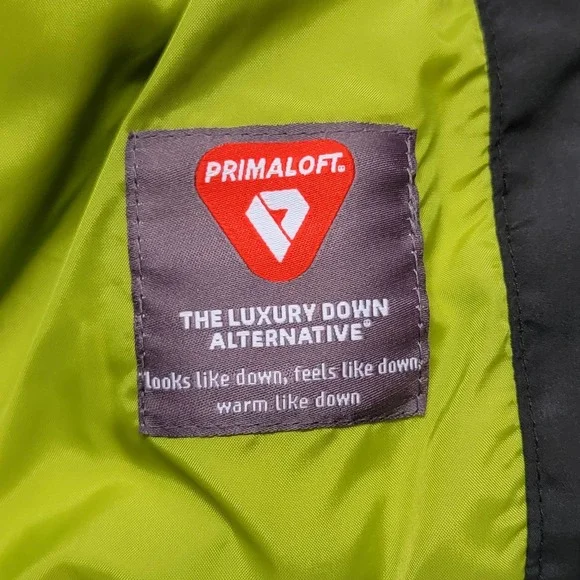 PRIMALOFT®
THE LUXURY DOWN
ALTERNATIVE®
"looks like down, feels like down,
warm like down